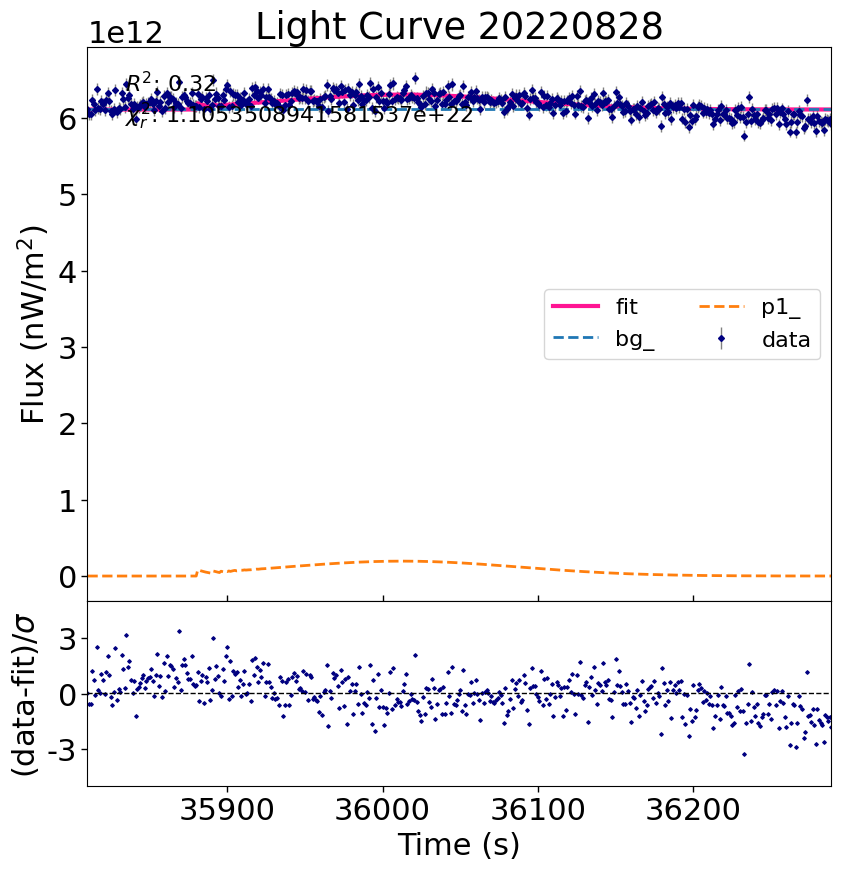 Light Curve 20220828
1e12
R²: 0.32
χ²ᵣ: 1.1053508941581537e+22
6
5
4
3
2
1
0
Flux (nW/m²)
fit
bg_
p1_
data
3
0
-3
(data-fit)/σ
35900 36000 36100 36200
Time (s)